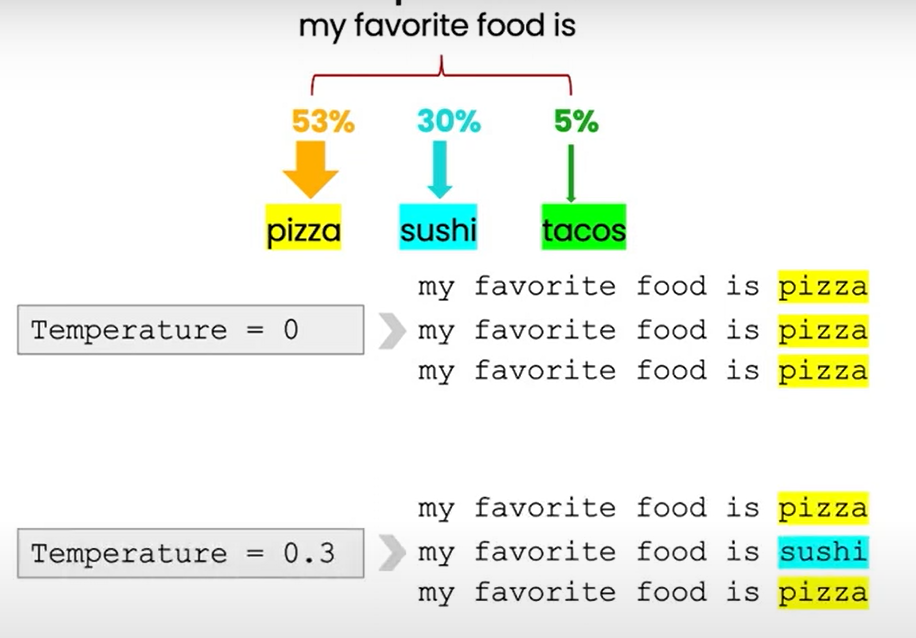 my favorite food is
53% 30% 5%
pizza sushi tacos
my favorite food is pizza
Temperature = 0 my favorite food is pizza
my favorite food is pizza
my favorite food is pizza
Temperature = 0.3 my favorite food is sushi
my favorite food is pizza